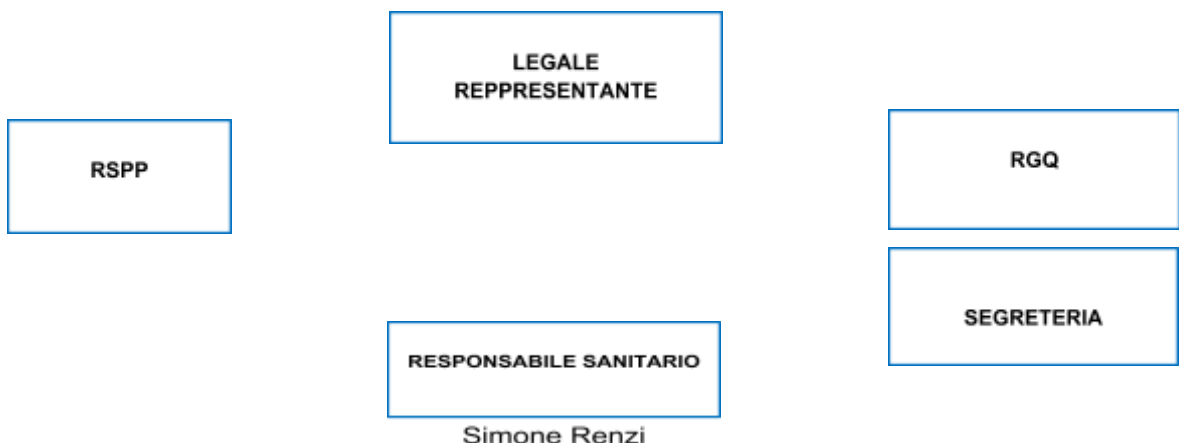 LEGALE
REPPRESENTANTE
RSPP
RGQ
SEGRETERIA
RESPONSABILE SANITARIO
Simone Renzi